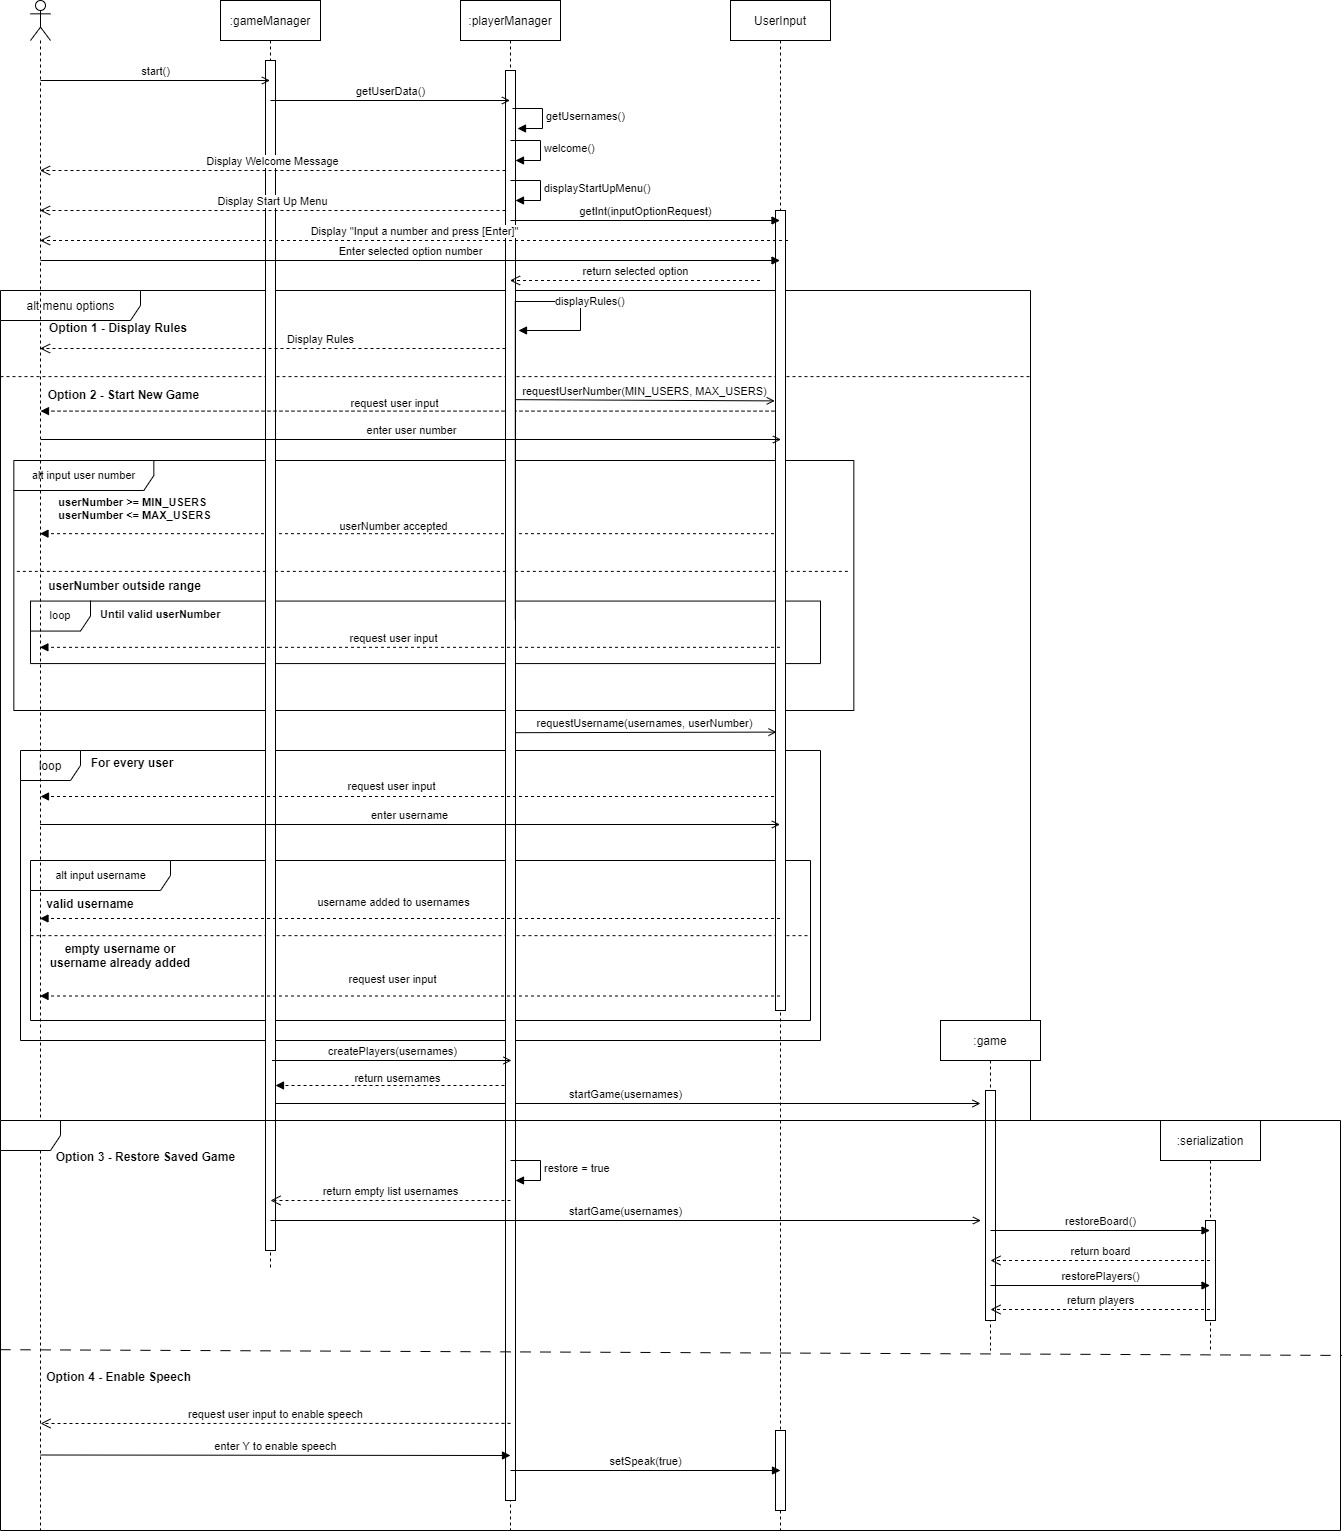 :gameManager
:playerManager
UserInput
start()
getUserData()
getUsernames()
welcome()
Display Welcome Message
displayStartUpMenu()
Display Start Up Menu
getInt(inputOptionRequest)
Display "Input a number and press [Enter]"
Enter selected option number
return selected option
alt menu options
displayRules()
Option 1 - Display Rules
Display Rules
Option 2 - Start New Game
requestUserNumber(MIN_USERS, MAX_USERS)
request user input
enter user number
alt input user number
userNumber >= MIN_USERS
userNumber <= MAX_USERS
userNumber accepted
userNumber outside range
loop
Until valid userNumber
request user input
requestUsername(usernames, userNumber)
loop
For every user
request user input
enter username
alt input username
valid username
username added to usernames
empty username or
username already added
request user input
:game
createPlayers(usernames)
return usernames
startGame(usernames)
:serialization
Option 3 - Restore Saved Game
restore = true
return empty list usernames
startGame(usernames)
restoreBoard()
return board
restorePlayers()
return players
Option 4 - Enable Speech
request user input to enable speech
enter Y to enable speech
setSpeak(true)